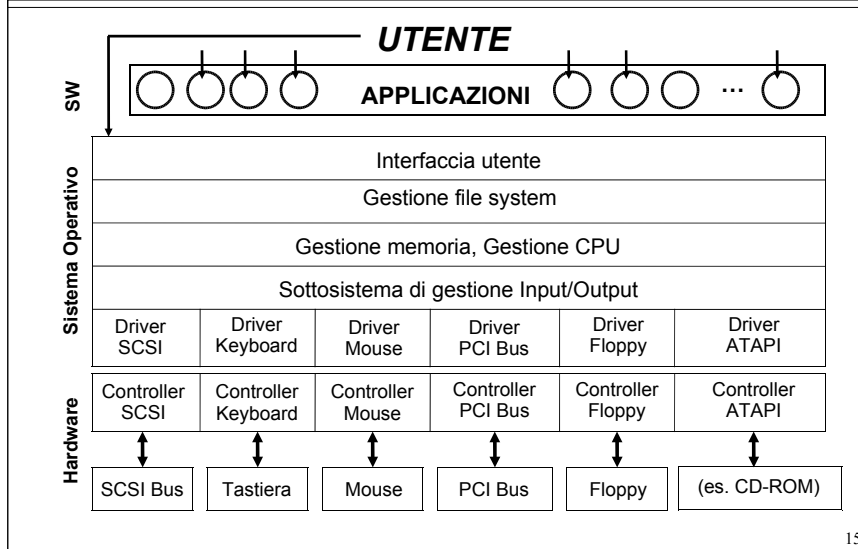 UTENTE
SW
APPLICAZIONI
...
Sistema Operativo
Interfaccia utente
Gestione file system
Gestione memoria, Gestione CPU
Sottosistema di gestione Input/Output
Driver SCSI
Driver Keyboard
Driver Mouse
Driver PCI Bus
Driver Floppy
Driver ATAPI
Hardware
Controller SCSI
Controller Keyboard
Controller Mouse
Controller PCI Bus
Controller Floppy
Controller ATAPI
SCSI Bus
Tastiera
Mouse
PCI Bus
Floppy
(es. CD-ROM)
15